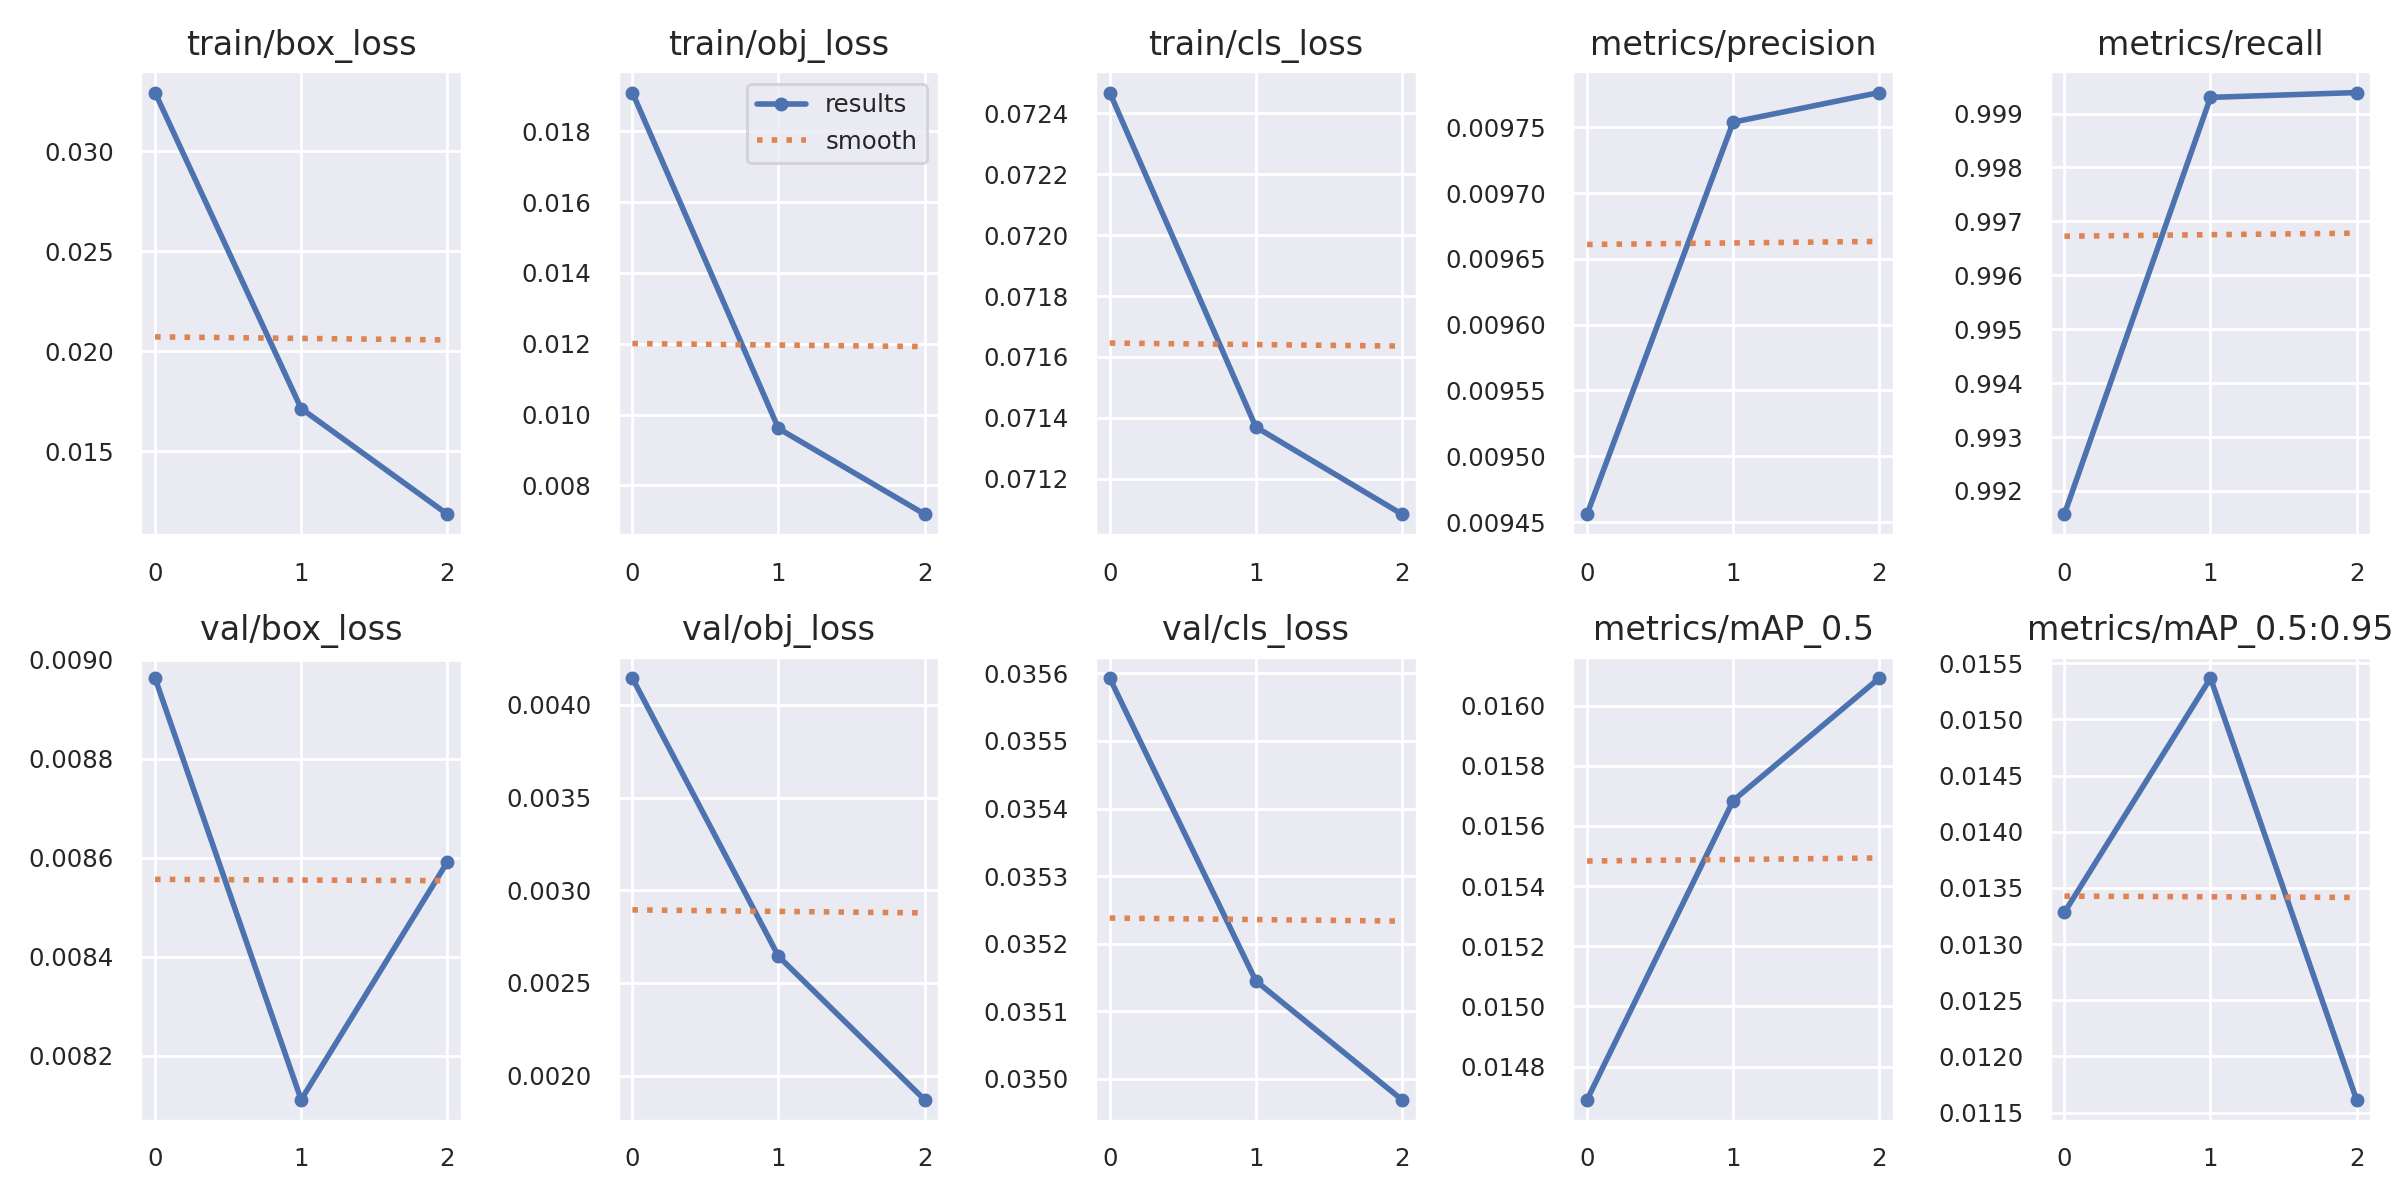 train/box_loss
0.030
0.025
0.020
0.015
0 1 2
train/obj_loss
results
smooth
0.018
0.016
0.014
0.012
0.010
0.008
0 1 2
train/cls_loss
0.0724
0.0722
0.0720
0.0718
0.0716
0.0714
0.0712
0 1 2
metrics/precision
0.00975
0.00970
0.00965
0.00960
0.00955
0.00950
0.00945
0 1 2
metrics/recall
0.999
0.998
0.997
0.996
0.995
0.994
0.993
0.992
0 1 2
val/box_loss
0.0090
0.0088
0.0086
0.0084
0.0082
0 1 2
val/obj_loss
0.0040
0.0035
0.0030
0.0025
0.0020
0 1 2
val/cls_loss
0.0356
0.0355
0.0354
0.0353
0.0352
0.0351
0.0350
0 1 2
metrics/mAP_0.5
0.0160
0.0158
0.0156
0.0154
0.0152
0.0150
0.0148
0 1 2
metrics/mAP_0.5:0.95
0.0155
0.0150
0.0145
0.0140
0.0135
0.0130
0.0125
0.0120
0.0115
0 1 2